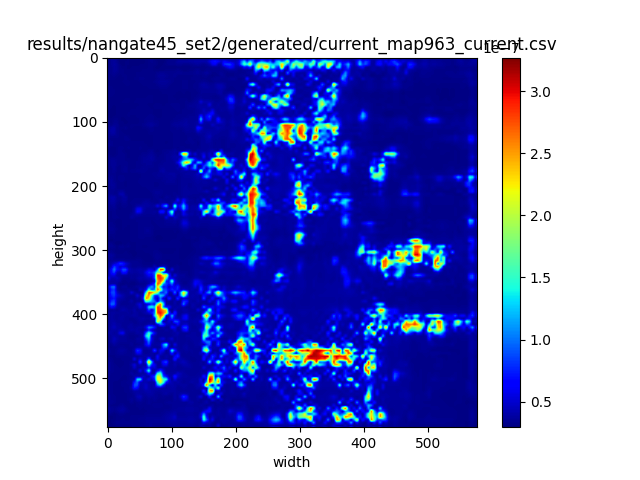 results/nangate45_set2/generated/current_map963_current.csv
1e−7
0
100
200
300
400
500
height
0 100 200 300 400 500
width
3.0
2.5
2.0
1.5
1.0
0.5